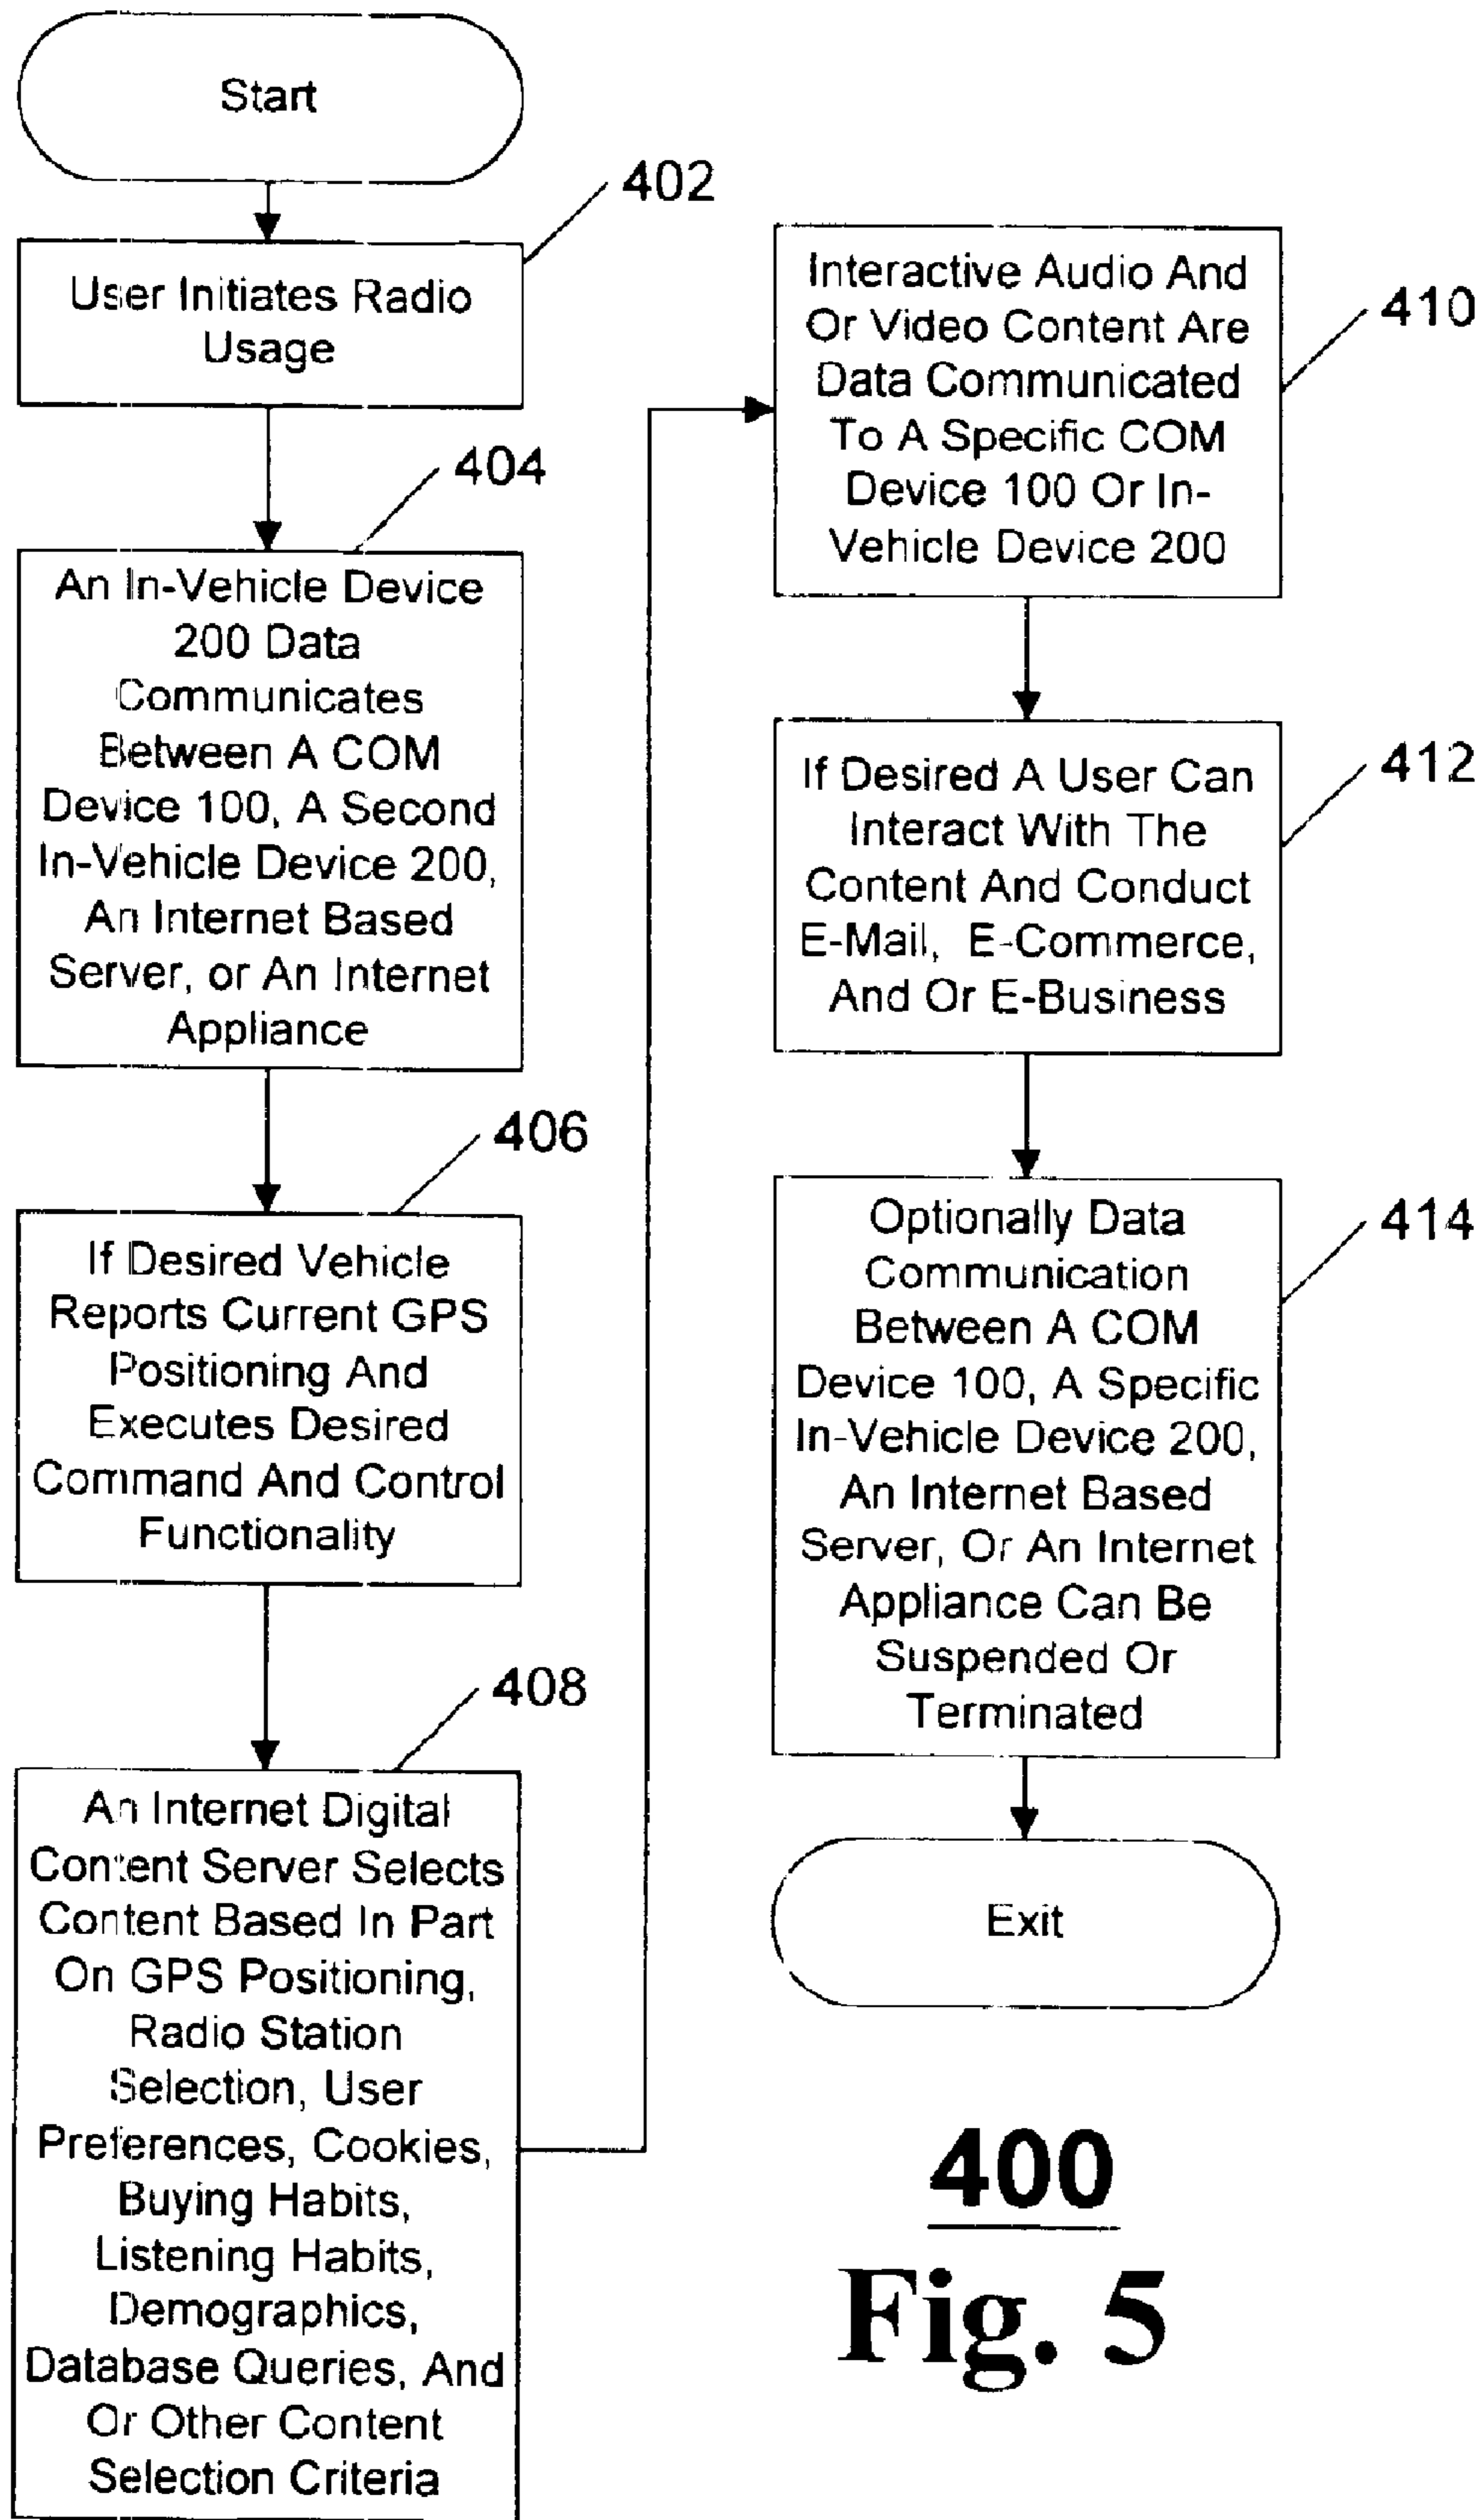 Start
402
User Initiates Radio
Usage
404
An In-Vehicle Device
200 Data
Communicates
Between A COM
Device 100, A Second
In-Vehicle Device 200,
An Internet Based
Server, or An Internet
Appliance
406
If Desired Vehicle
Reports Current GPS
Positioning And
Executes Desired
Command And Control
Functionality
408
An Internet Digital
Content Server Selects
Content Based In Part
On GPS Positioning,
Radio Station
Selection, User
Preferences, Cookies,
Buying Habits,
Listening Habits,
Demographics,
Database Queries, And
Or Other Content
Selection Criteria
Interactive Audio And
Or Video Content Are
Data Communicated
To A Specific COM
Device 100 Or In-
Vehicle Device 200
410
If Desired A User Can
Interact With The
Content And Conduct
E-Mail, E-Commerce,
And Or E-Business
412
Optionally Data
Communication
Between A COM
Device 100, A Specific
In-Vehicle Device 200,
An Internet Based
Server, Or An Internet
Appliance Can Be
Suspended Or
Terminated
414
Exit
400
Fig. 5